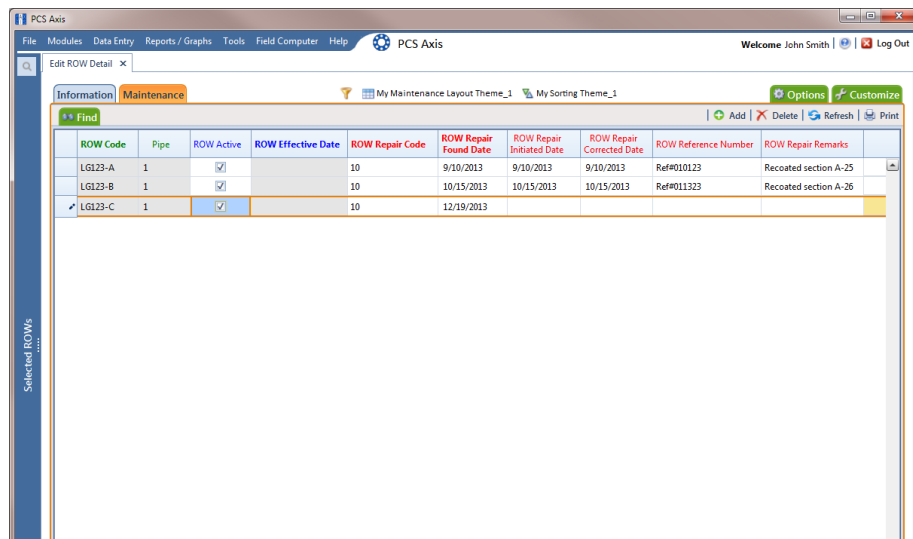 PCS Axis
File Modules Data Entry Reports / Graphs Tools Field Computer Help PCS Axis Welcome John Smith Log Out
Edit ROW Detail
Information Maintenance My Maintenance Layout Theme_1 My Sorting Theme_1 Options Customize
Find Add Delete Refresh Print
ROW Code Pipe ROW Active ROW Effective Date ROW Repair Code ROW Repair Found Date ROW Repair Initiated Date ROW Repair Corrected Date ROW Reference Number ROW Repair Remarks
LG123-A 1 10 9/10/2013 9/10/2013 9/10/2013 Ref#010123 Recoated section A-25
LG123-B 1 10 10/15/2013 10/15/2013 10/15/2013 Ref#011323 Recoated section A-26
LG123-C 1 10 12/19/2013
Selected ROWs